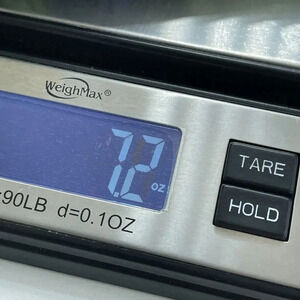 WeighMax
7.2 oz
TARE
HOLD
:90LB d=0.1OZ